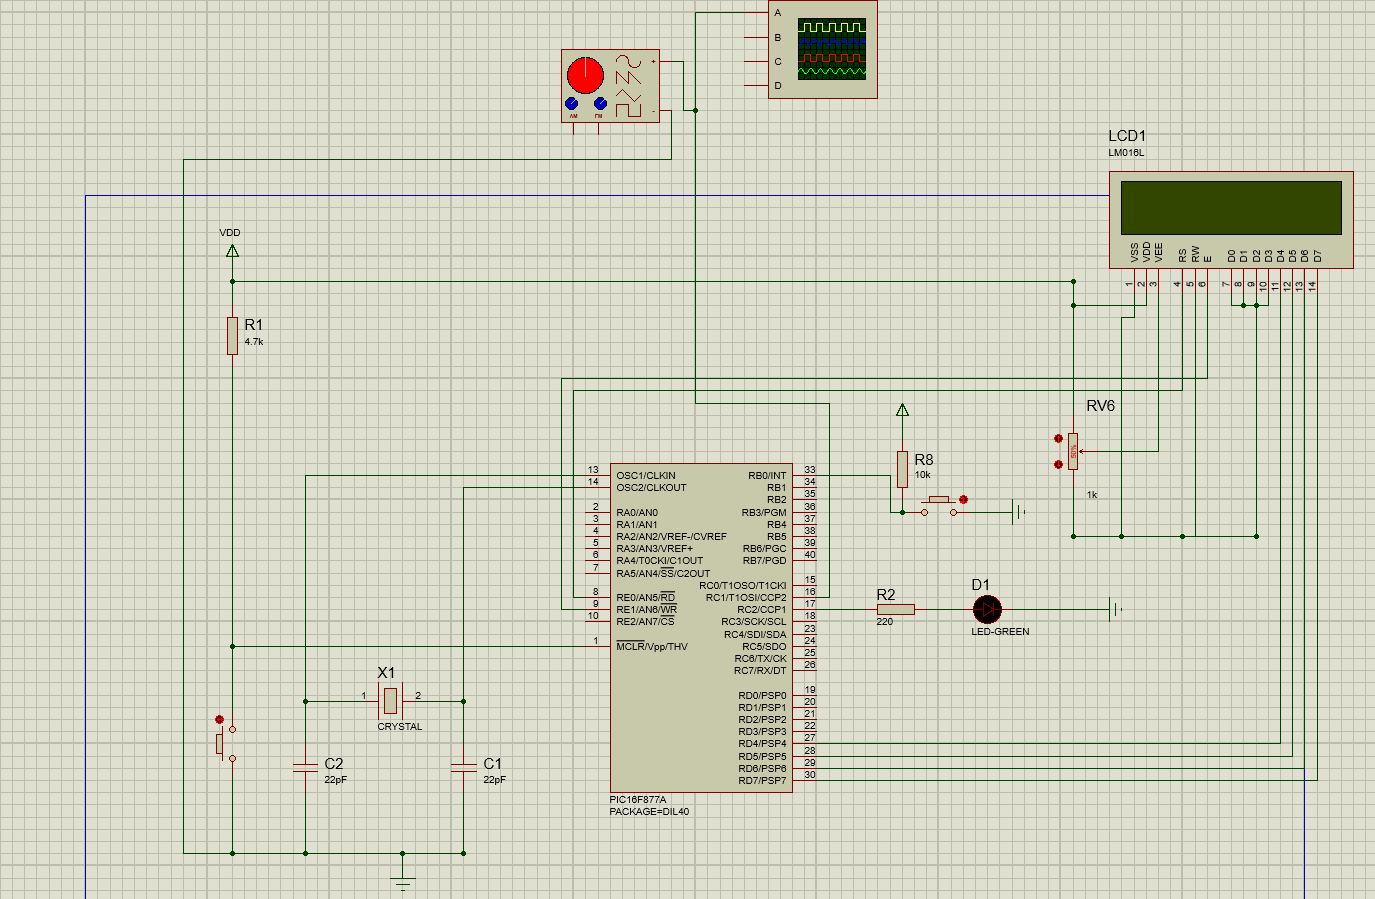 A
B
C
D
+
-
AM
FM
LCD1
LM016L
VSS
VDD
VEE
RS
RW
E
D0
D1
D2
D3
D4
D5
D6
D7
1
2
3
4
5
6
7
8
9
10
11
12
13
14
VDD
R1
4.7k
RV6
50%
1k
R8
10k
13 OSC1/CLKIN RB0/INT 33
14 OSC2/CLKOUT RB1 34
RB2 35
2 RA0/AN0 RB3/PGM 36
3 RA1/AN1 RB4 37
4 RA2/AN2/VREF-/CVREF RB5 38
5 RA3/AN3/VREF+ RB6/PGC 39
6 RA4/T0CKI/C1OUT RB7/PGD 40
7 RA5/AN4/SS/C2OUT
RC0/T1OSO/T1CKI 15
8 RE0/AN5/RD RC1/T1OSI/CCP2 16
9 RE1/AN6/WR RC2/CCP1 17
10 RE2/AN7/CS RC3/SCK/SCL 18
RC4/SDI/SDA 23
1 MCLR/Vpp/THV RC5/SDO 24
RC6/TX/CK 25
RC7/RX/DT 26
RD0/PSP0 19
RD1/PSP1 20
RD2/PSP2 21
RD3/PSP3 22
RD4/PSP4 27
RD5/PSP5 28
RD6/PSP6 29
RD7/PSP7 30
PIC16F877A
PACKAGE=DIL40
R2
220
D1
LED-GREEN
X1
1 2
CRYSTAL
C2
22pF
C1
22pF